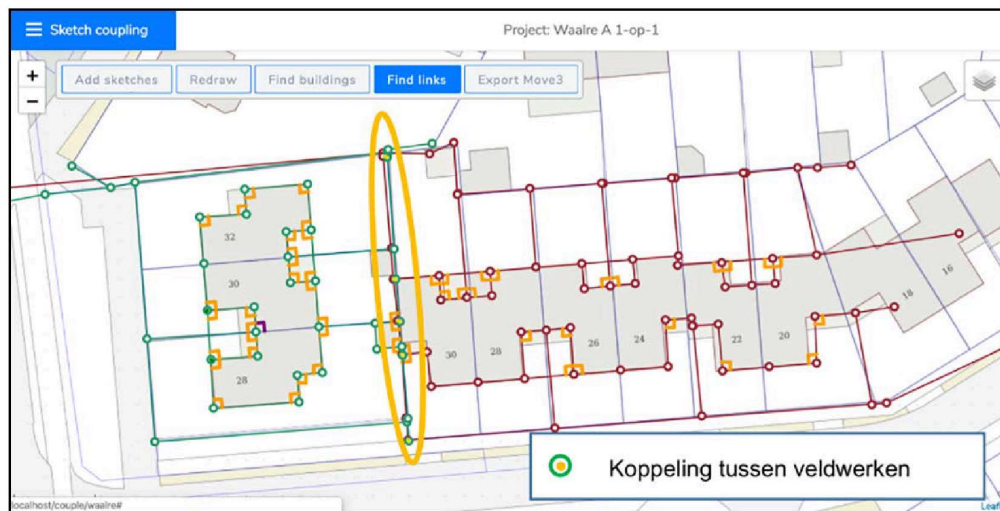 Sketch coupling
Project: Waalre A 1-op-1
+
−
Add sketches
Redraw
Find buildings
Find links
Export Move3
32
30
28
30
28
26
24
22
20
18
16
Koppeling tussen veldwerken
localhost/couple/waalre#
Leaf